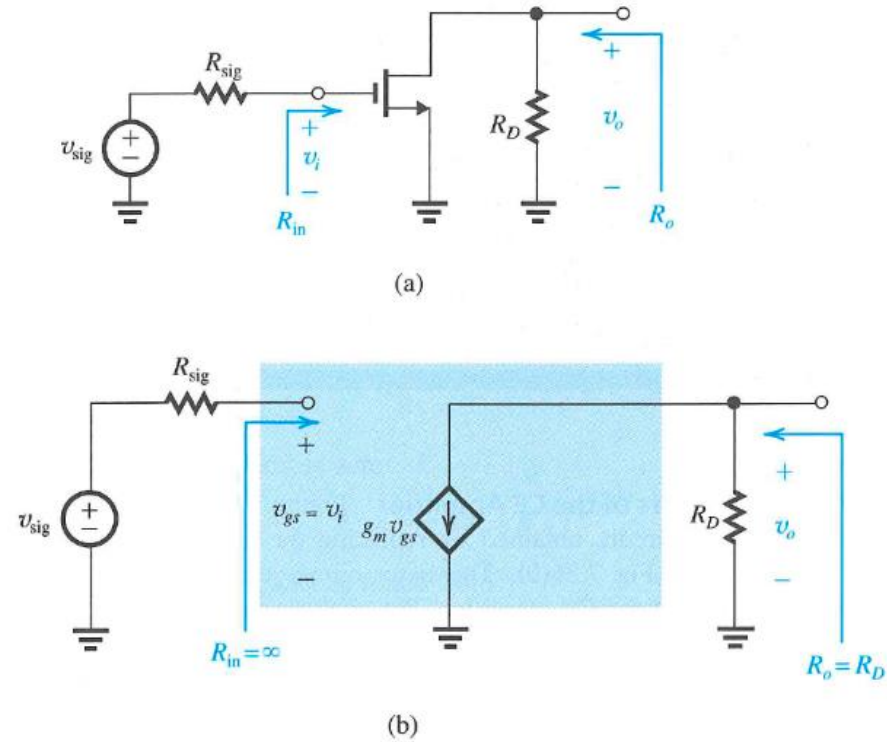 R_sig
v_sig
+
−
+
v_i
−
R_in
R_D
+
v_o
−
R_o
(a)
R_sig
v_sig
+
−
+
v_gs = v_i
−
g_m v_gs
R_in = ∞
R_D
+
v_o
−
R_o = R_D
(b)